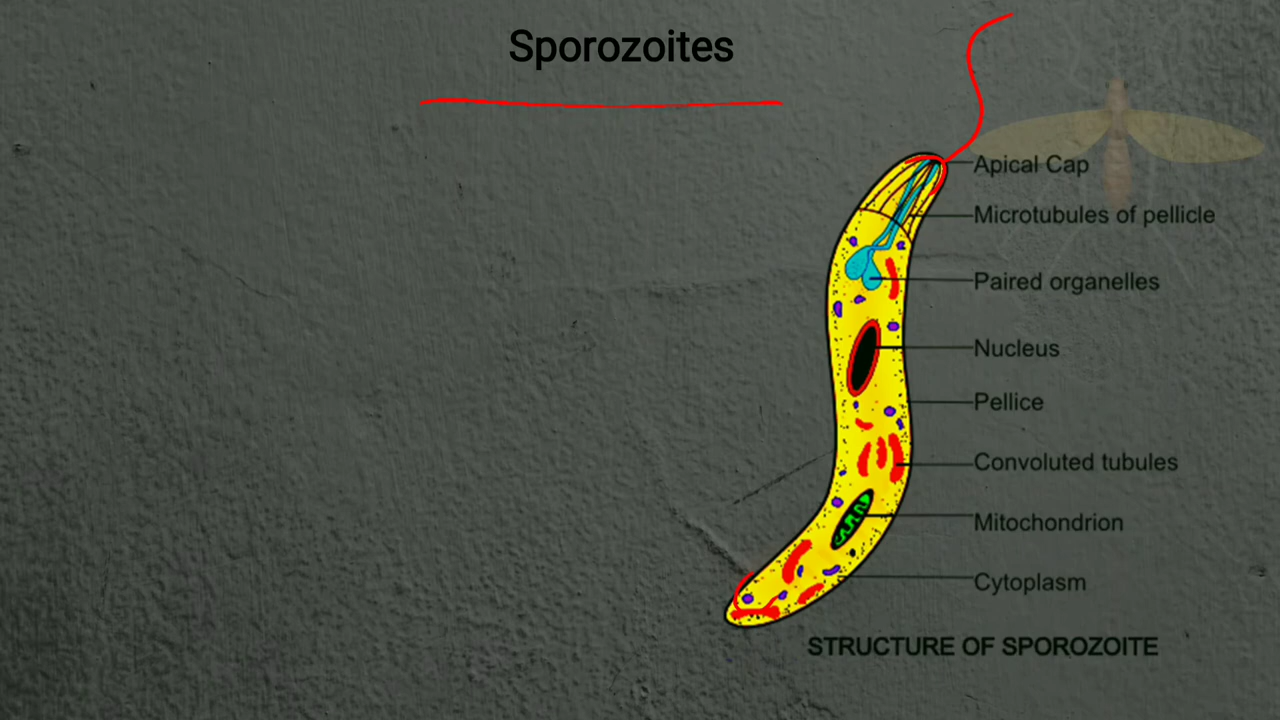 Sporozoites
Apical Cap
Microtubules of pellicle
Paired organelles
Nucleus
Pellice
Convoluted tubules
Mitochondrion
Cytoplasm
STRUCTURE OF SPOROZOITE